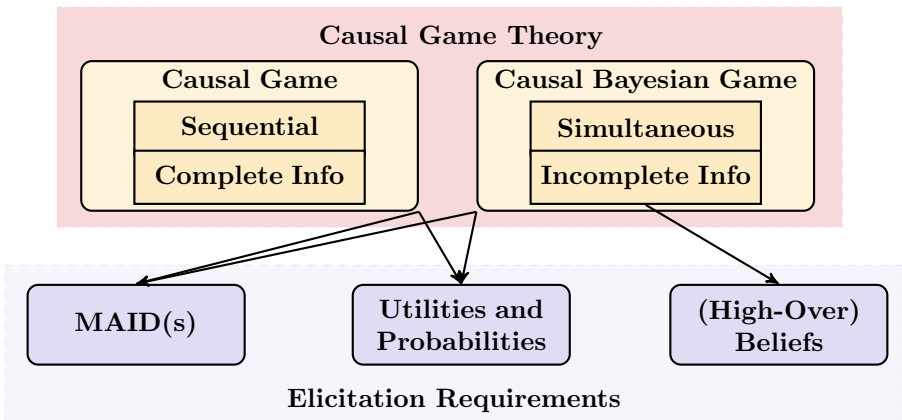 Causal Game Theory
Causal Game
Sequential
Complete Info
Causal Bayesian Game
Simultaneous
Incomplete Info
MAID(s)
Utilities and
Probabilities
(High-Over)
Beliefs
Elicitation Requirements